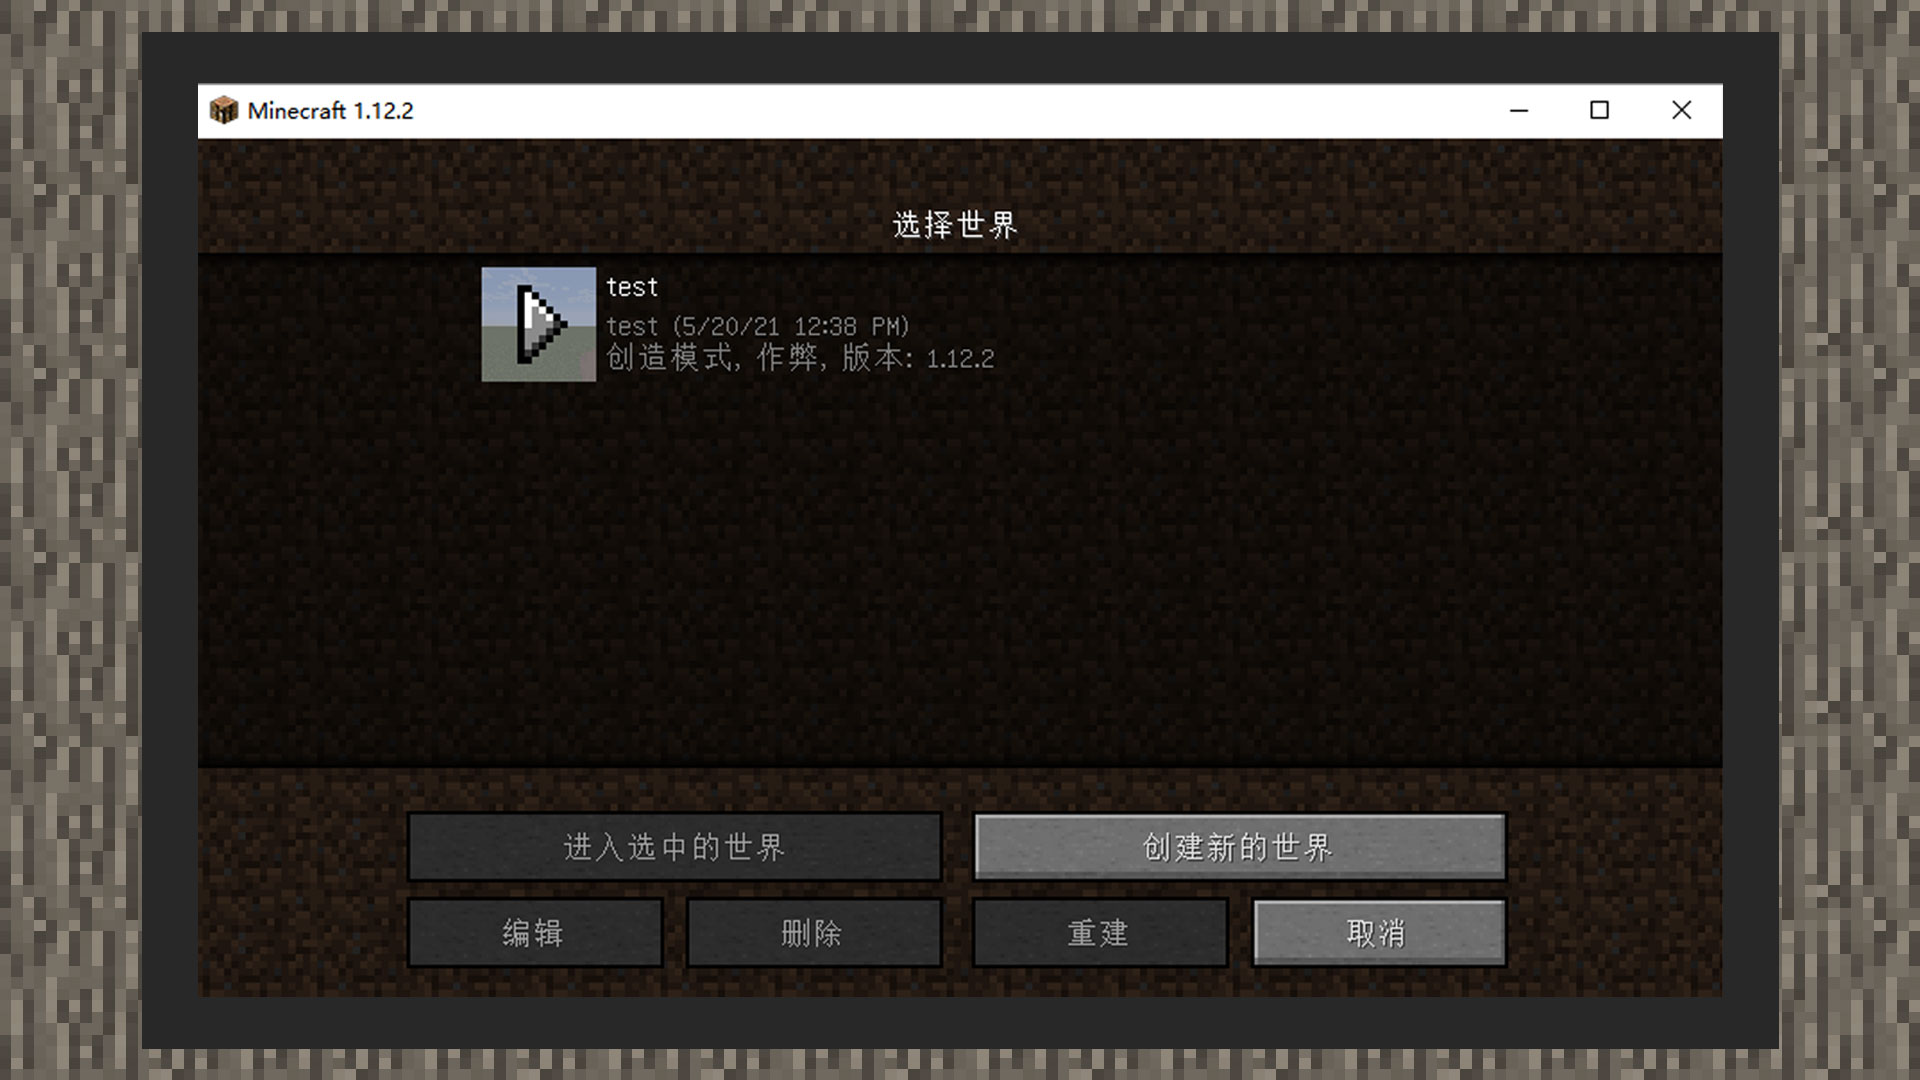 Minecraft 1.12.2
选择世界
test
test (5/20/21 12:38 PM)
创造模式, 作弊, 版本: 1.12.2
进入选中的世界
创建新的世界
编辑
删除
重建
取消